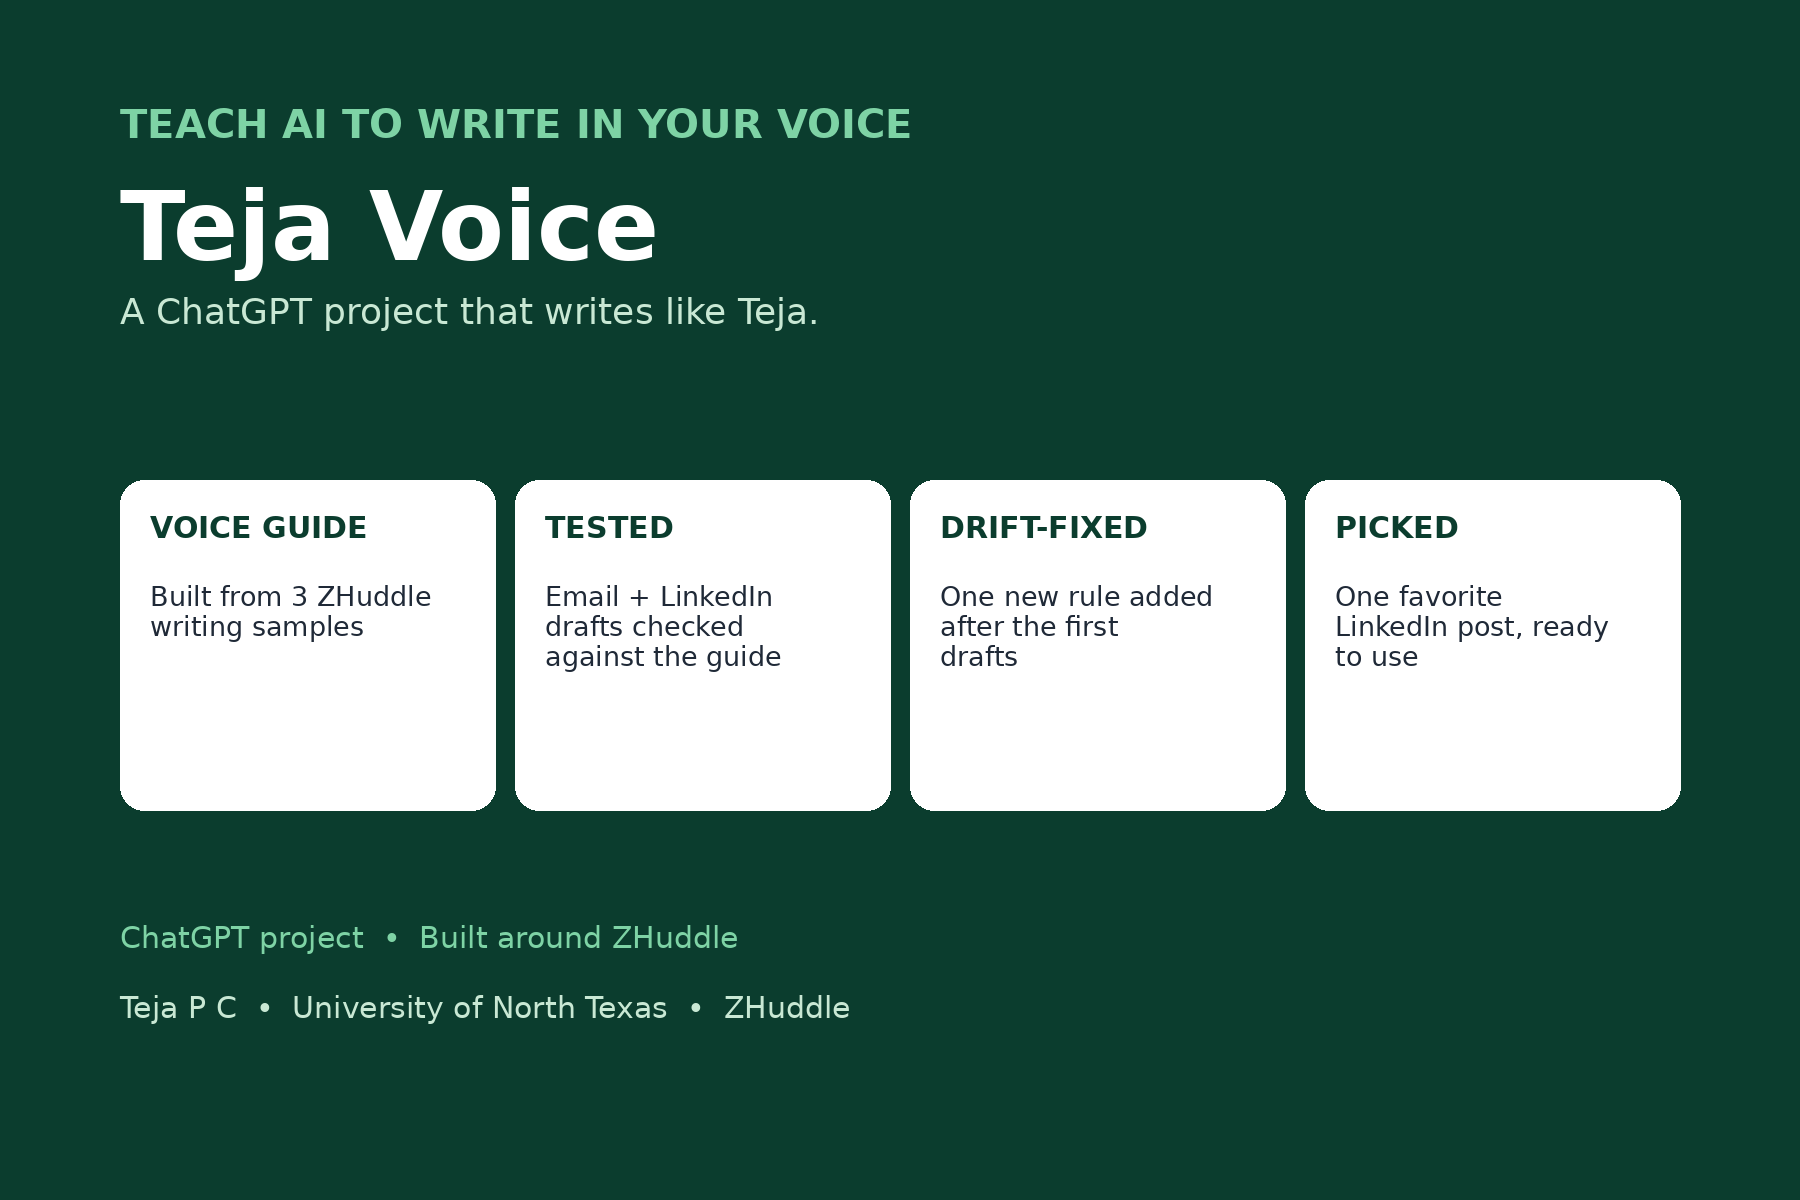 TEACH AI TO WRITE IN YOUR VOICE
Teja Voice
A ChatGPT project that writes like Teja.
VOICE GUIDE
Built from 3 ZHuddle
writing samples
TESTED
Email + LinkedIn
drafts checked
against the guide
DRIFT-FIXED
One new rule added
after the first
drafts
PICKED
One favorite
LinkedIn post, ready
to use
ChatGPT project • Built around ZHuddle
Teja P C • University of North Texas • ZHuddle